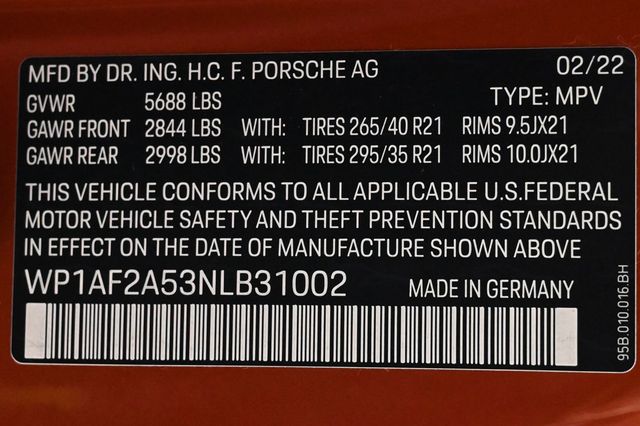 MFD BY DR. ING. H.C. F. PORSCHE AG 02/22
GVWR 5688 LBS TYPE: MPV
GAWR FRONT 2844 LBS WITH: TIRES 265/40 R21 RIMS 9.5JX21
GAWR REAR 2998 LBS WITH: TIRES 295/35 R21 RIMS 10.0JX21
THIS VEHICLE CONFORMS TO ALL APPLICABLE U.S.FEDERAL
MOTOR VEHICLE SAFETY AND THEFT PREVENTION STANDARDS
IN EFFECT ON THE DATE OF MANUFACTURE SHOWN ABOVE
WP1AF2A53NLB31002 MADE IN GERMANY
95B.010.016.BH